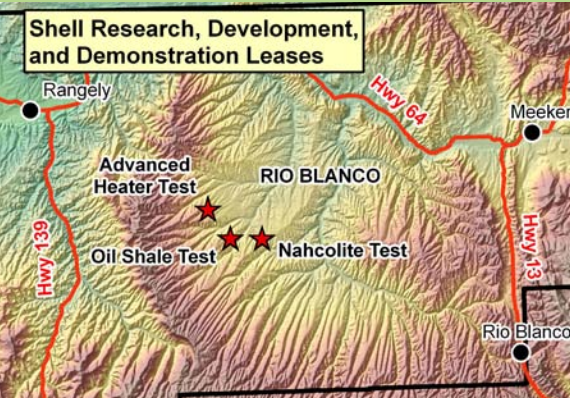 Shell Research, Development,
and Demonstration Leases
Rangely
Hwy 64
Meeker
Advanced
Heater Test
RIO BLANCO
Oil Shale Test
Nahcolite Test
Hwy 139
Hwy 13
Rio Blanco